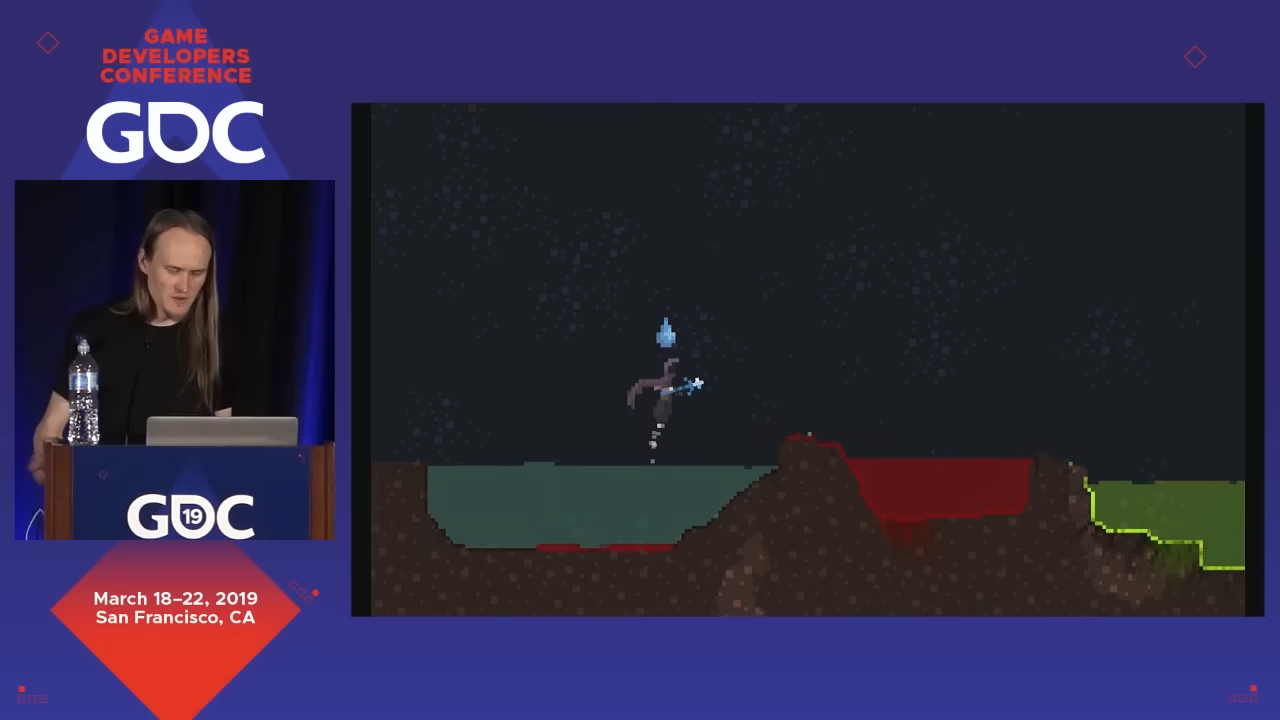 GAME
DEVELOPERS
CONFERENCE
GDC
GDC
19
March 18–22, 2019
San Francisco, CA